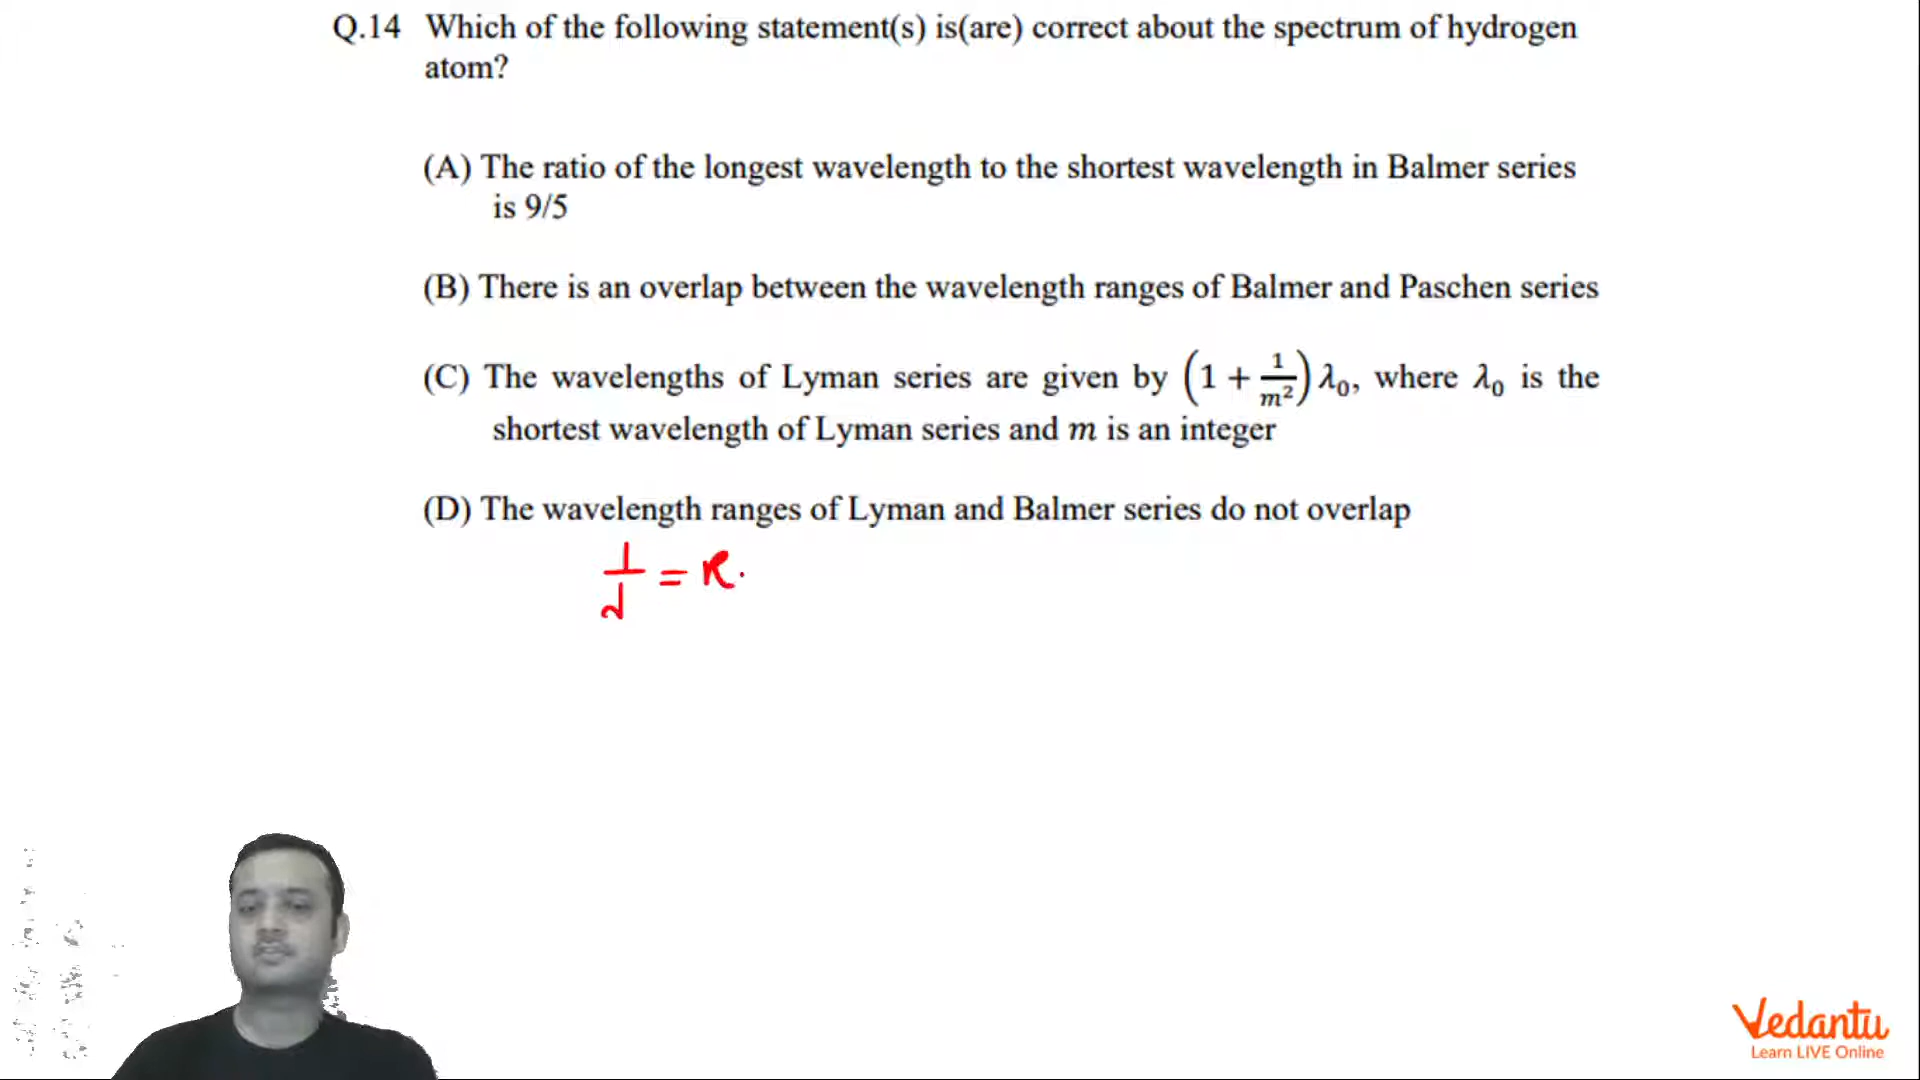 Q.14 Which of the following statement(s) is(are) correct about the spectrum of hydrogen
atom?
(A) The ratio of the longest wavelength to the shortest wavelength in Balmer series
is 9/5
(B) There is an overlap between the wavelength ranges of Balmer and Paschen series
(C) The wavelengths of Lyman series are given by (1 + 1/m²) λ₀, where λ₀ is the
shortest wavelength of Lyman series and m is an integer
(D) The wavelength ranges of Lyman and Balmer series do not overlap
1/λ = R.
Vedantu
Learn LIVE Online